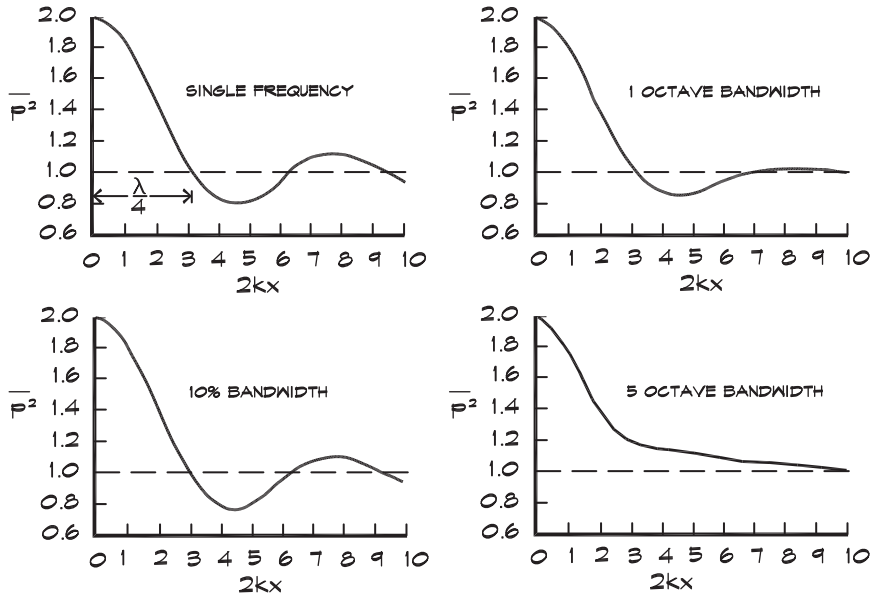 2.0
1.8
1.6
p²
SINGLE FREQUENCY
1.4
1.2
1.0
λ
4
0.8
0.6
0 1 2 3 4 5 6 7 8 9 10
2kx
2.0
1.8
1.6
p²
1 OCTAVE BANDWIDTH
1.4
1.2
1.0
0.8
0.6
0 1 2 3 4 5 6 7 8 9 10
2kx
2.0
1.8
1.6
p²
10% BANDWIDTH
1.4
1.2
1.0
0.8
0.6
0 1 2 3 4 5 6 7 8 9 10
2kx
2.0
1.8
1.6
p²
5 OCTAVE BANDWIDTH
1.4
1.2
1.0
0.8
0.6
0 1 2 3 4 5 6 7 8 9 10
2kx